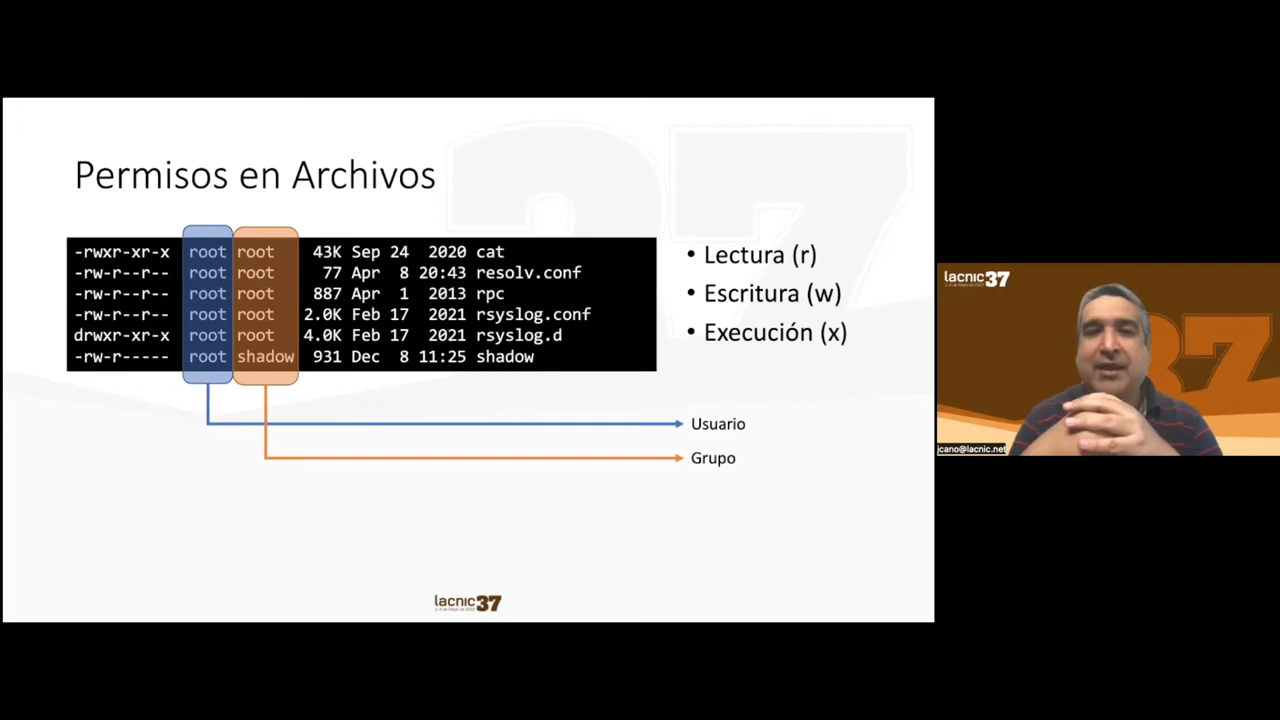 Permisos en Archivos
-rwxr-xr-x root root 43K Sep 24 2020 cat
-rw-r--r-- root root 77 Apr 8 20:43 resolv.conf
-rw-r--r-- root root 887 Apr 1 2013 rpc
-rw-r--r-- root root 2.0K Feb 17 2021 rsyslog.conf
drwxr-xr-x root root 4.0K Feb 17 2021 rsyslog.d
-rw-r----- root shadow 931 Dec 8 11:25 shadow
• Lectura (r)
• Escritura (w)
• Execución (x)
Usuario
Grupo
lacnic37
lacnic37
jcano@lacnic.net
37
37